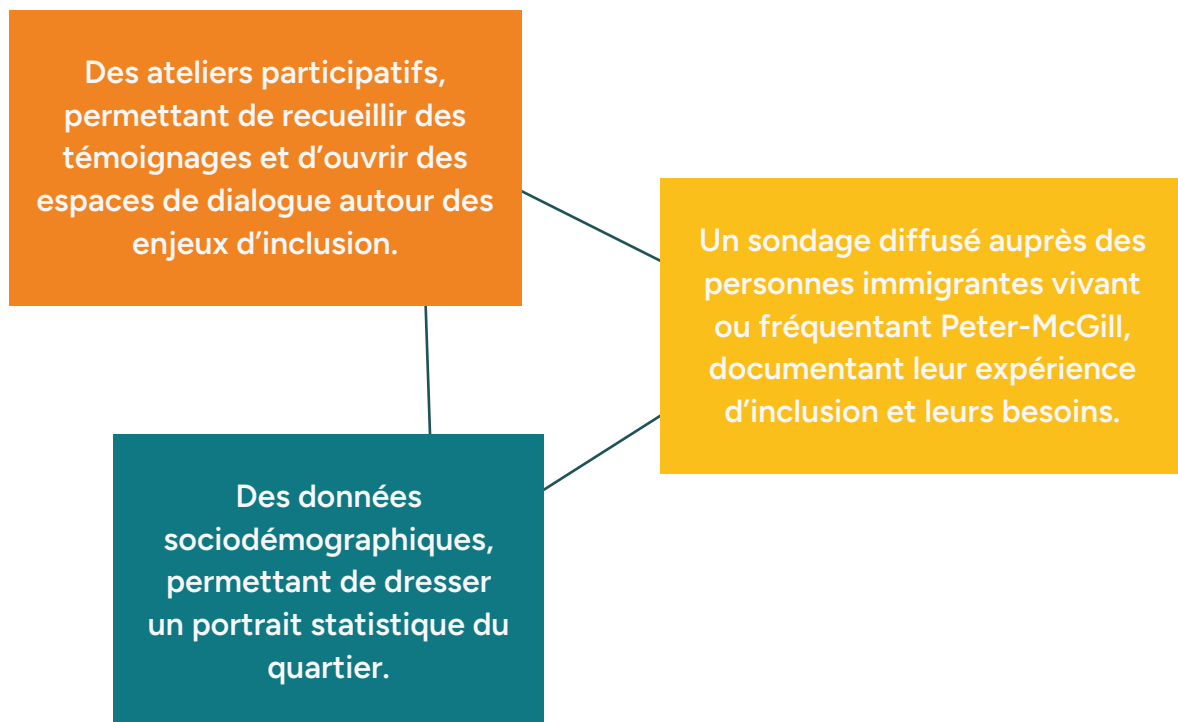 Des ateliers participatifs,
permettant de recueillir des
témoignages et d’ouvrir des
espaces de dialogue autour des
enjeux d’inclusion.
Un sondage diffusé auprès des
personnes immigrantes vivant
ou fréquentant Peter-McGill,
documentant leur expérience
d’inclusion et leurs besoins.
Des données
sociodémographiques,
permettant de dresser
un portrait statistique du
quartier.